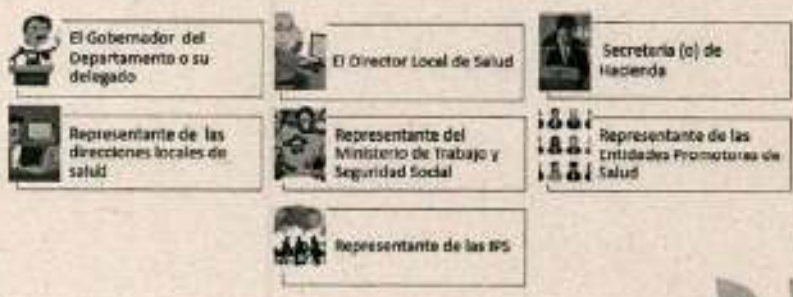 El Gobernador del
Departamento o su
delegado
El Director Local de Salud
Secretaria (o) de
Hacienda
Representante de las
direcciones locales de
salud
Representante del
Ministerio de Trabajo y
Seguridad Social
Representante de las
Entidades Promotoras de
Salud
Representante de las IPS